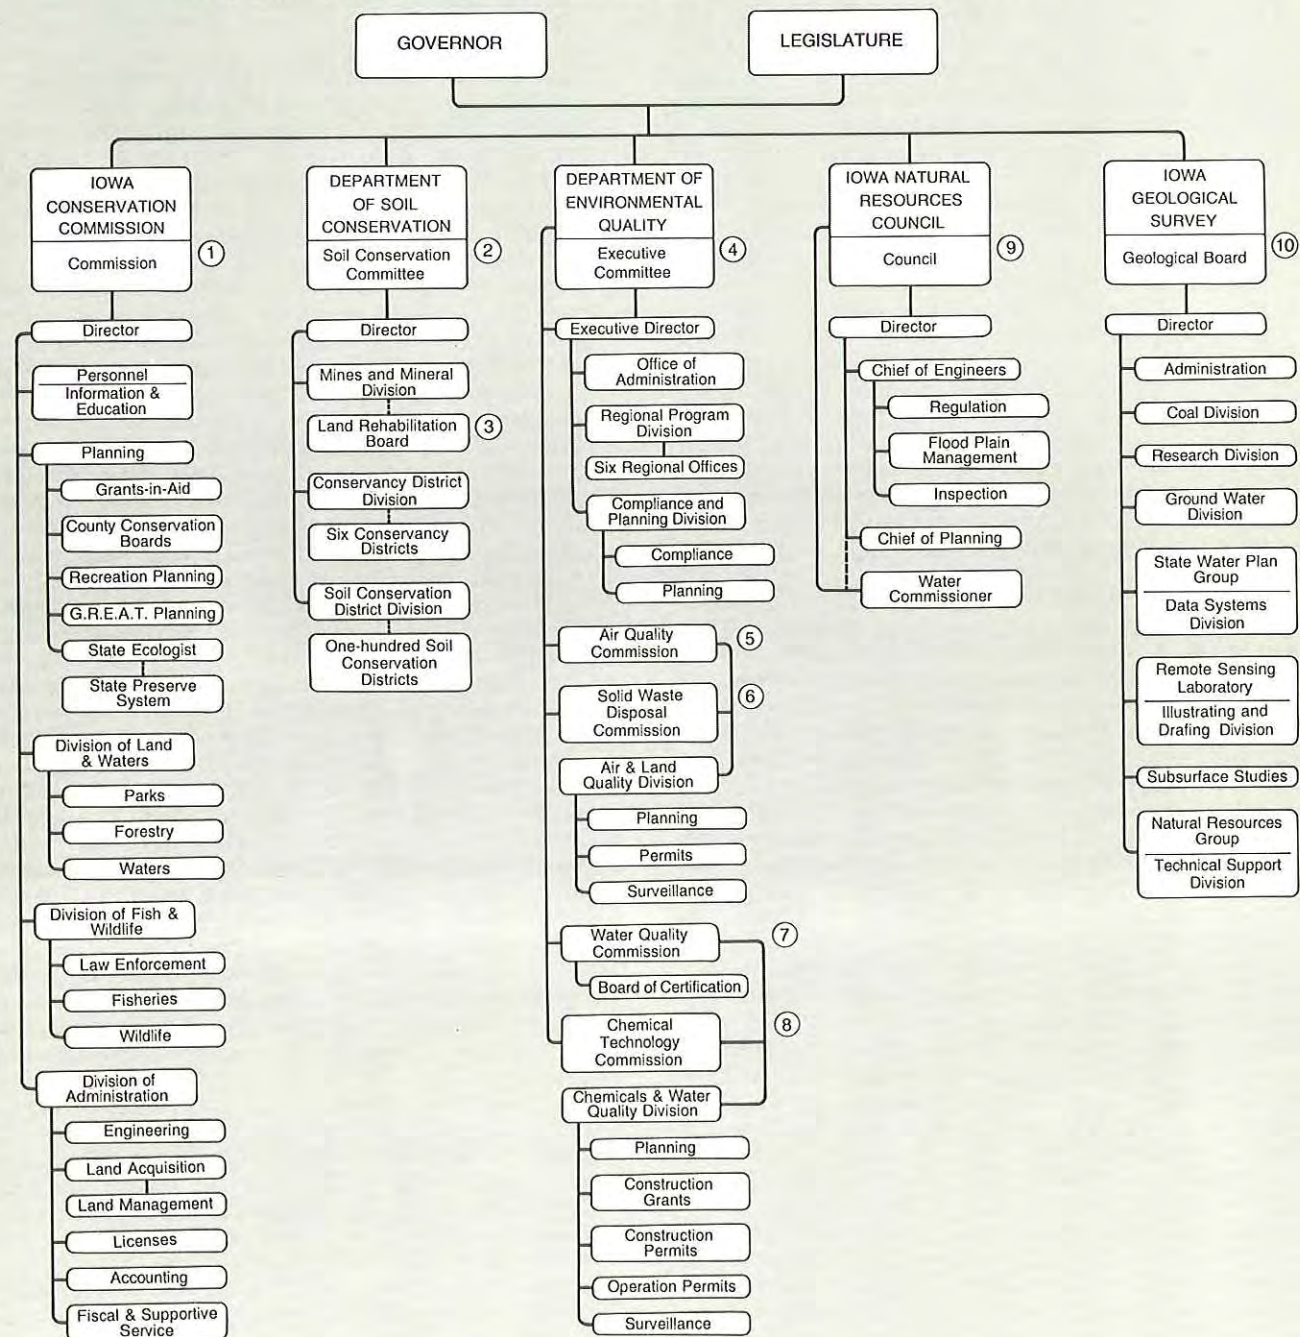 GOVERNOR
LEGISLATURE
IOWA
CONSERVATION
COMMISSION
Commission
①
Director
Personnel
Information &
Education
Planning
Grants-in-Aid
County Conservation
Boards
Recreation Planning
G.R.E.A.T. Planning
State Ecologist
State Preserve
System
Division of Land
& Waters
Parks
Forestry
Waters
Division of Fish &
Wildlife
Law Enforcement
Fisheries
Wildlife
Division of
Administration
Engineering
Land Acquisition
Land Management
Licenses
Accounting
Fiscal & Supportive
Service
DEPARTMENT
OF SOIL
CONSERVATION
Soil Conservation
Committee
②
Director
Mines and Mineral
Division
Land Rehabilitation
Board
③
Conservancy District
Division
Six Conservancy
Districts
Soil Conservation
District Division
One-hundred Soil
Conservation
Districts
DEPARTMENT OF
ENVIRONMENTAL
QUALITY
Executive
Committee
④
Executive Director
Office of
Administration
Regional Program
Division
Six Regional Offices
Compliance and
Planning Division
Compliance
Planning
Air Quality
Commission
⑤
Solid Waste
Disposal
Commission
⑥
Air & Land
Quality Division
Planning
Permits
Surveillance
Water Quality
Commission
⑦
Board of Certification
Chemical
Technology
Commission
⑧
Chemicals & Water
Quality Division
Planning
Construction
Grants
Construction
Permits
Operation Permits
Surveillance
IOWA NATURAL
RESOURCES
COUNCIL
Council
⑨
Director
Chief of Engineers
Regulation
Flood Plain
Management
Inspection
Chief of Planning
Water
Commissioner
IOWA
GEOLOGICAL
SURVEY
Geological Board
⑩
Director
Administration
Coal Division
Research Division
Ground Water
Division
State Water Plan
Group
Data Systems
Division
Remote Sensing
Laboratory
Illustrating and
Drafing Division
Subsurface Studies
Natural Resources
Group
Technical Support
Division